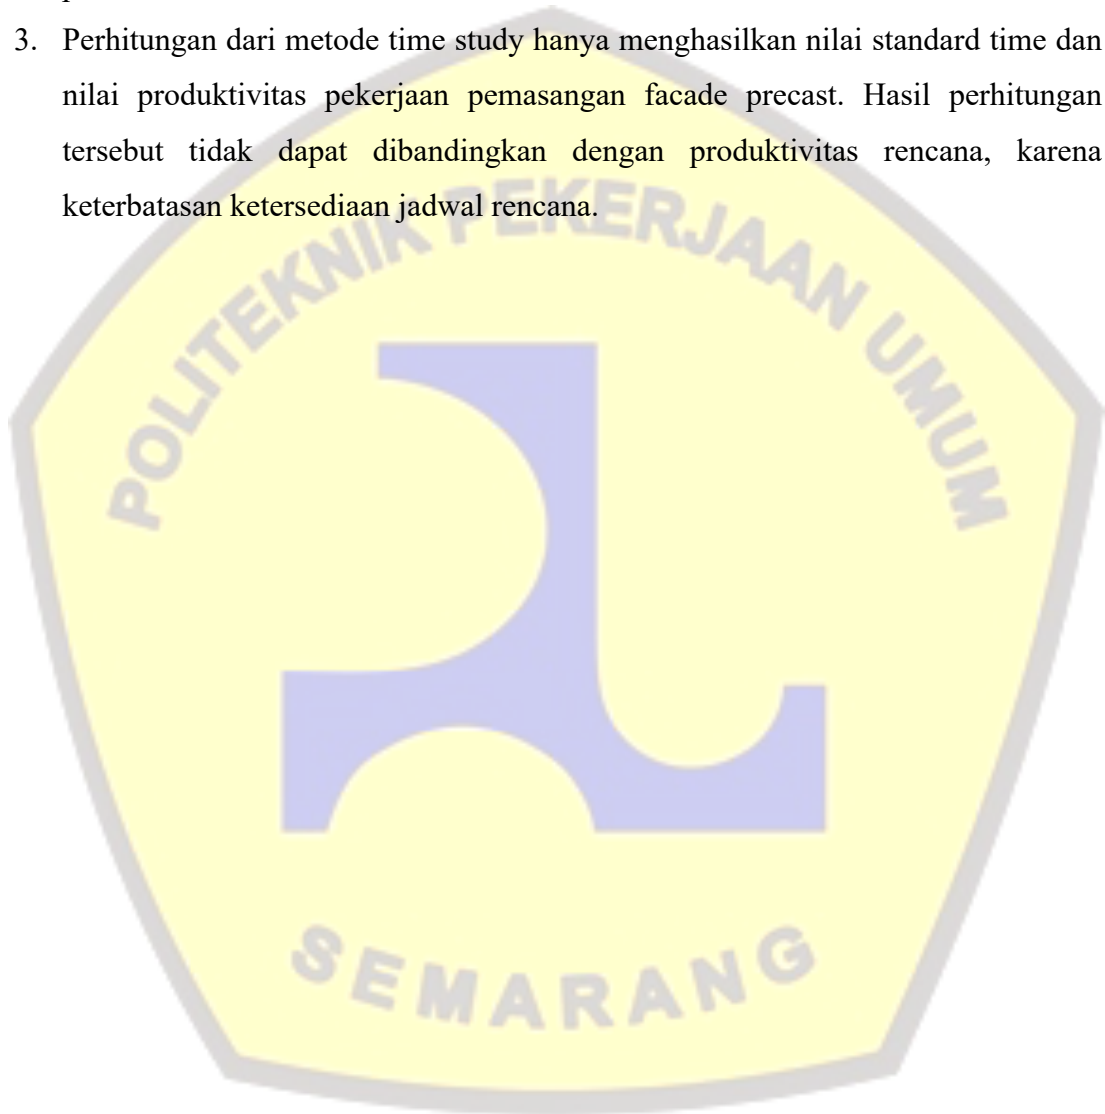 3. Perhitungan dari metode time study hanya menghasilkan nilai standard time dan
nilai produktivitas pekerjaan pemasangan facade precast. Hasil perhitungan
tersebut tidak dapat dibandingkan dengan produktivitas rencana, karena
keterbatasan ketersediaan jadwal rencana.
POLITEKNIK PEKERJAAN UMUM
SEMARANG